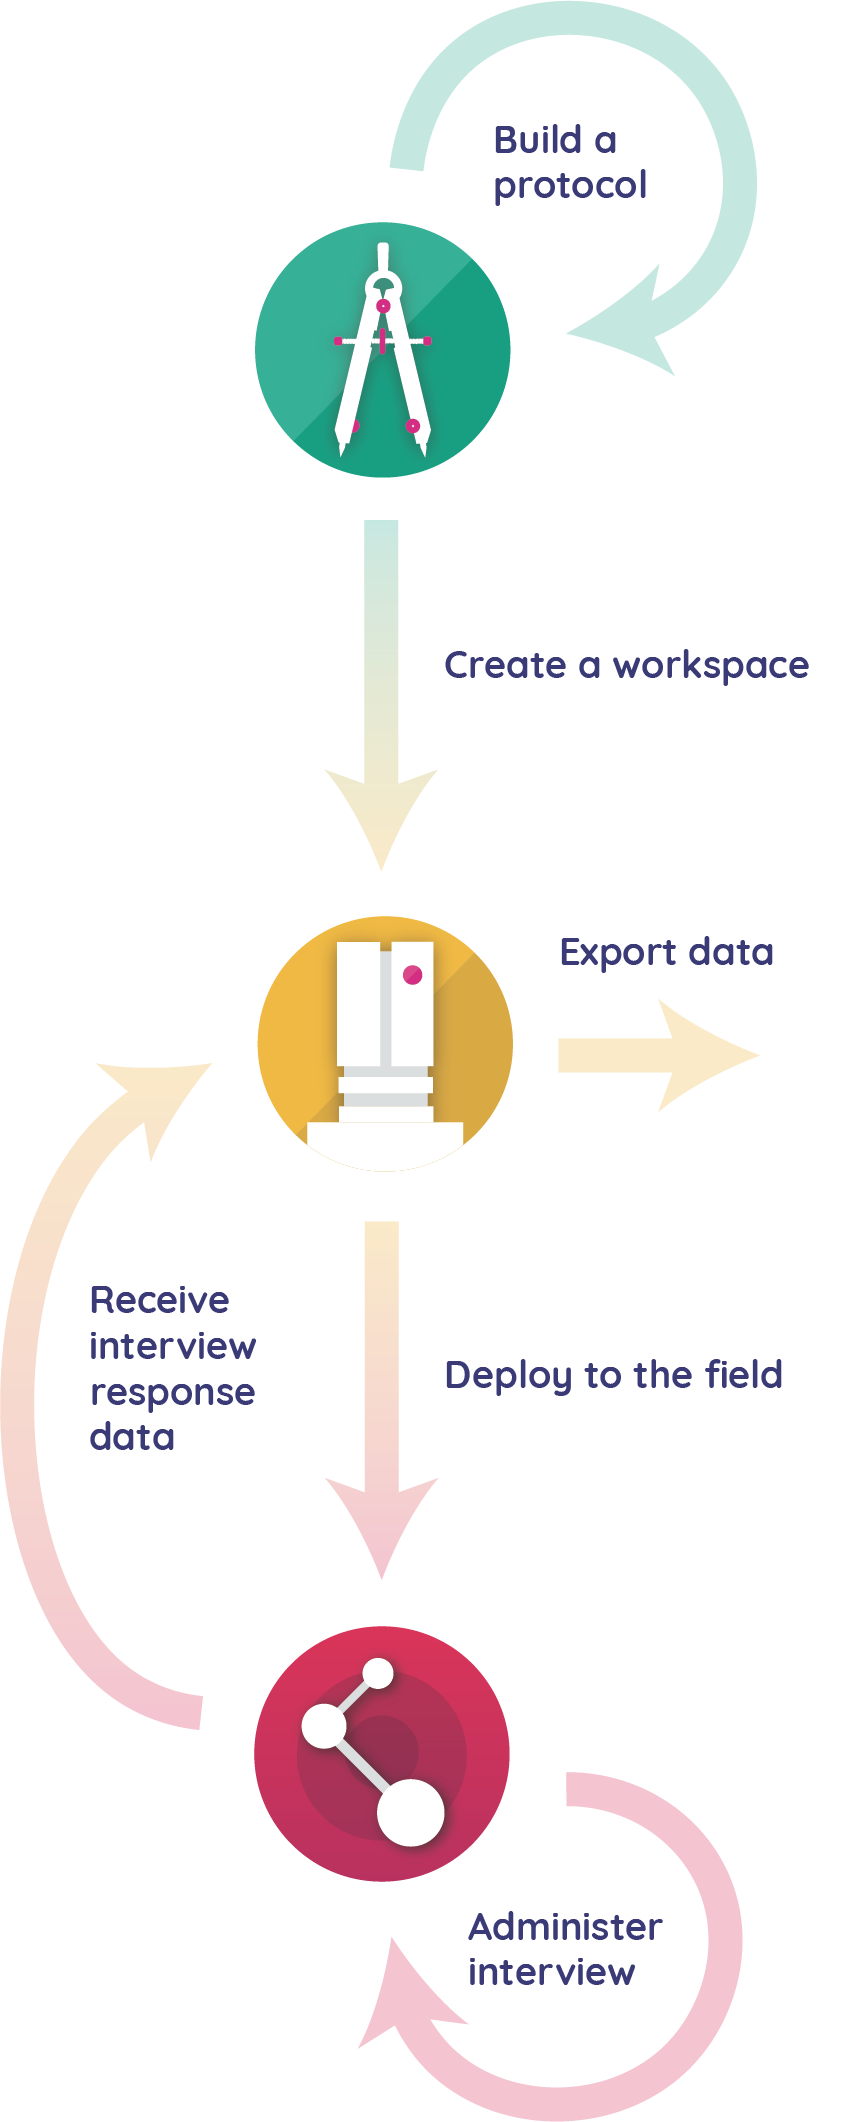 Build a
protocol
Create a workspace
Export data
Receive
interview
response
data
Deploy to the field
Administer
interview